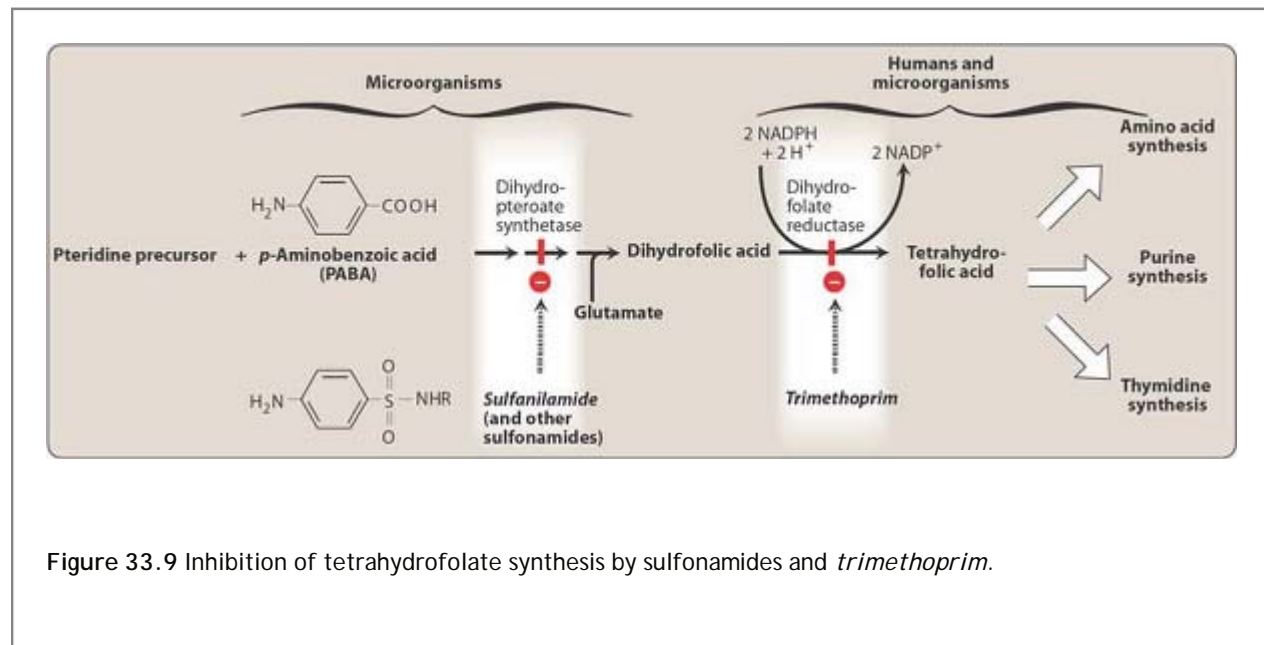 Microorganisms
Humans and
microorganisms
2 NADPH
+ 2 H⁺
2 NADP⁺
Amino acid
synthesis
H₂N
COOH
Dihydro-
pteroate
synthetase
Dihydro-
folate
reductase
Pteridine precursor + p-Aminobenzoic acid
(PABA)
Dihydrofolic acid
Tetrahydro-
folic acid
Purine
synthesis
Glutamate
H₂N
O
S
NHR
O
Sulfanilamide
(and other
sulfonamides)
Trimethoprim
Thymidine
synthesis
Figure 33.9 Inhibition of tetrahydrofolate synthesis by sulfonamides and trimethoprim.